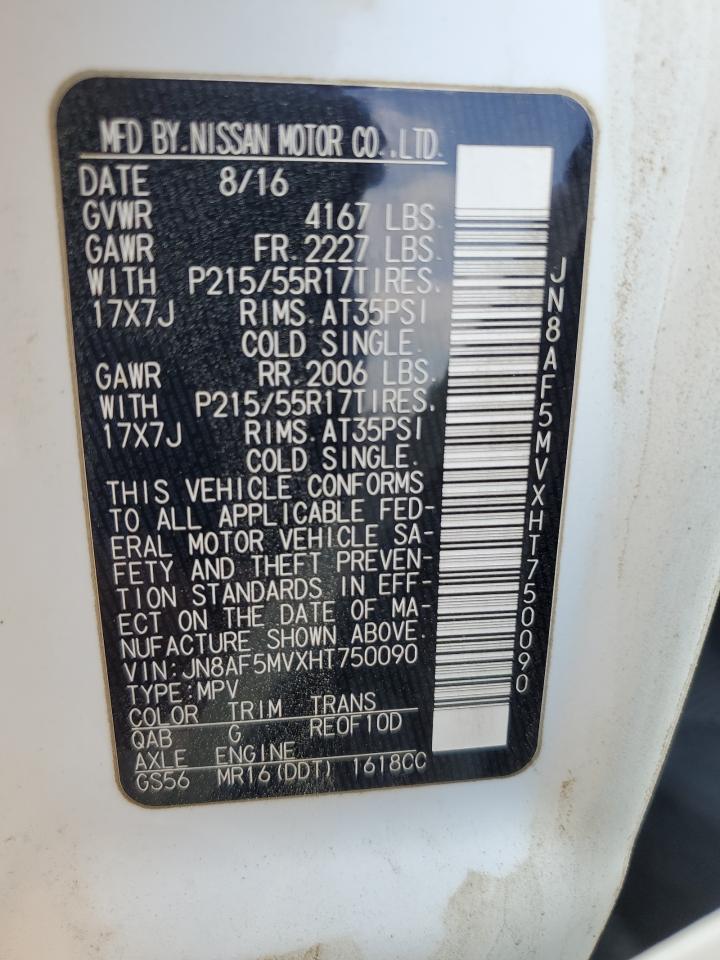 MFD BY.NISSAN MOTOR CO.,LTD.
DATE 8/16
GVWR 4167 LBS.
GAWR FR.2227 LBS.
WITH P215/55R17TIRES.
17X7J RIMS.AT35PSI
COLD SINGLE.
GAWR RR.2006 LBS.
WITH P215/55R17TIRES.
17X7J RIMS.AT35PSI
COLD SINGLE.
THIS VEHICLE CONFORMS
TO ALL APPLICABLE FED-
ERAL MOTOR VEHICLE SA-
FETY AND THEFT PREVEN-
TION STANDARDS IN EFF-
ECT ON THE DATE OF MA-
NUFACTURE SHOWN ABOVE.
VIN:JN8AF5MVXHT750090
TYPE:MPV
COLOR TRIM TRANS
QAB G RE0F10D
AXLE ENGINE
GS56 MR16(DDT) 1618CC
JN8AF5MVXHT750090